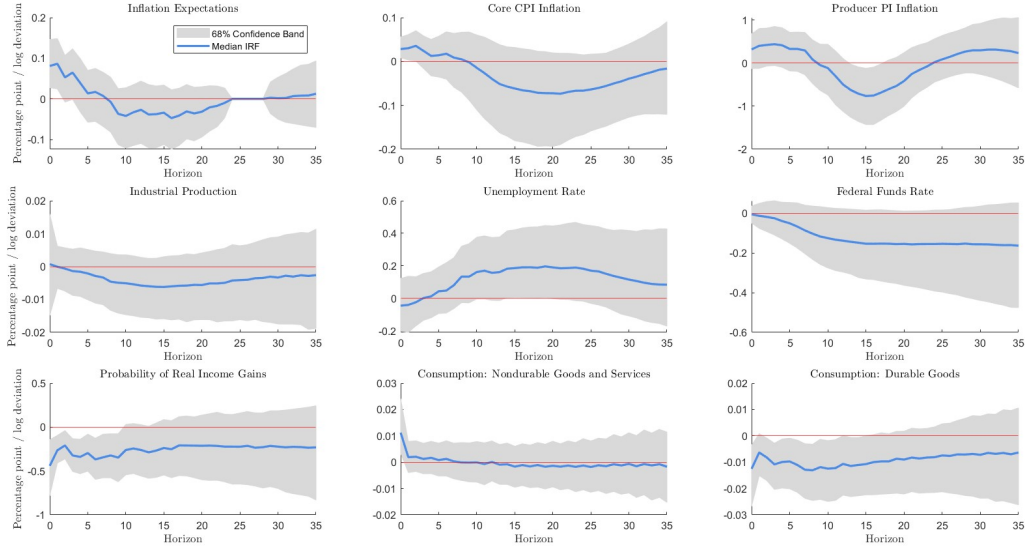 Inflation Expectations
Percentage point / log deviation
0.2
0.1
0
-0.1
68% Confidence Band
Median IRF
0 5 10 15 20 25 30 35
Horizon
Core CPI Inflation
0.1
0
-0.1
-0.2
0 5 10 15 20 25 30 35
Horizon
Producer PI Inflation
1
0
-1
-2
0 5 10 15 20 25 30 35
Horizon
Industrial Production
Percentage point / log deviation
0.02
0.01
0
-0.01
-0.02
0 5 10 15 20 25 30 35
Horizon
Unemployment Rate
0.6
0.4
0.2
0
-0.2
0 5 10 15 20 25 30 35
Horizon
Federal Funds Rate
0
-0.2
-0.4
-0.6
0 5 10 15 20 25 30 35
Horizon
Probability of Real Income Gains
Percentage point / log deviation
0.5
0
-0.5
-1
0 5 10 15 20 25 30 35
Horizon
Consumption: Nondurable Goods and Services
0.03
0.02
0.01
0.00
-0.01
-0.02
0 5 10 15 20 25 30 35
Horizon
Consumption: Durable Goods
0.02
0.01
0
-0.01
-0.02
-0.03
0 5 10 15 20 25 30 35
Horizon